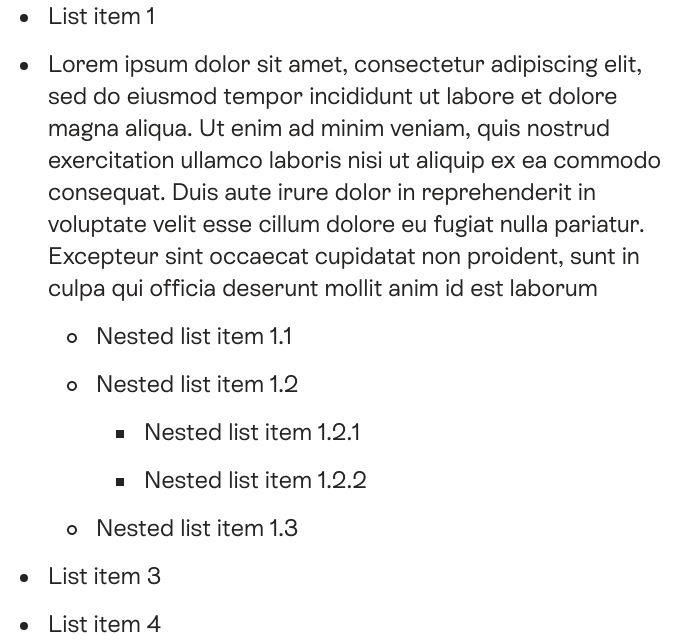 • List item 1
• Lorem ipsum dolor sit amet, consectetur adipiscing elit,
sed do eiusmod tempor incididunt ut labore et dolore
magna aliqua. Ut enim ad minim veniam, quis nostrud
exercitation ullamco laboris nisi ut aliquip ex ea commodo
consequat. Duis aute irure dolor in reprehenderit in
voluptate velit esse cillum dolore eu fugiat nulla pariatur.
Excepteur sint occaecat cupidatat non proident, sunt in
culpa qui officia deserunt mollit anim id est laborum
◦ Nested list item 1.1
◦ Nested list item 1.2
▪ Nested list item 1.2.1
▪ Nested list item 1.2.2
◦ Nested list item 1.3
• List item 3
• List item 4